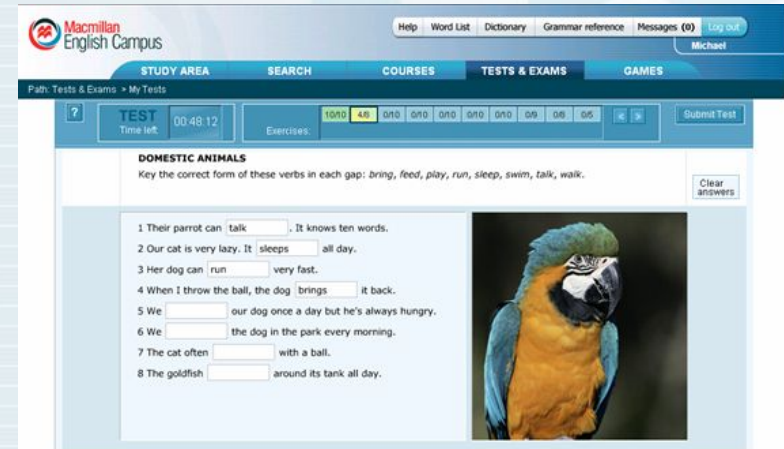 Macmillan
English Campus
Help Word List Dictionary Grammar reference Messages (0) Log out
Michael
STUDY AREA SEARCH COURSES TESTS & EXAMS GAMES
Path: Tests & Exams > My Tests
?
TEST
Time left 00:48:12
Exercises: 10/10 4/8 0/10 0/10 0/10 0/10 0/10 0/9 0/8 0/5 < >
Submit Test
DOMESTIC ANIMALS
Key the correct form of these verbs in each gap: bring, feed, play, run, sleep, swim, talk, walk.
Clear
answers
1 Their parrot can talk . It knows ten words.
2 Our cat is very lazy. It sleeps all day.
3 Her dog can run very fast.
4 When I throw the ball, the dog brings it back.
5 We our dog once a day but he's always hungry.
6 We the dog in the park every morning.
7 The cat often with a ball.
8 The goldfish around its tank all day.